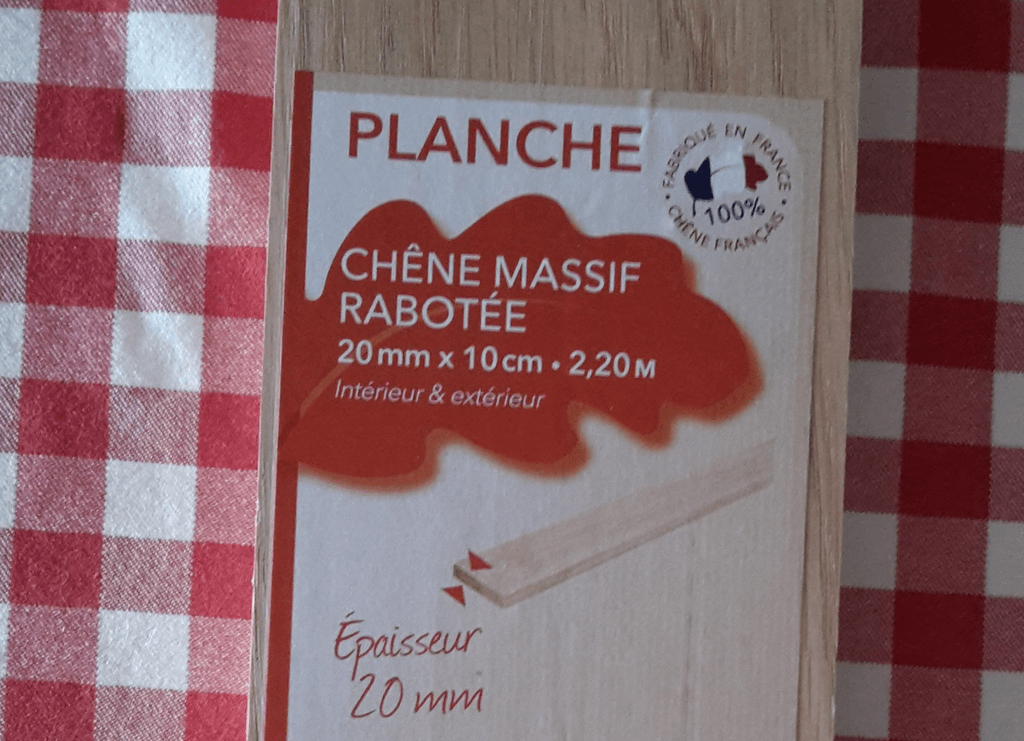 PLANCHE
FABRIQUÉ EN FRANCE
100%
CHÊNE FRANÇAIS
CHÊNE MASSIF
RABOTÉE
20mm x 10cm • 2,20M
Intérieur & extérieur
Épaisseur
20 mm